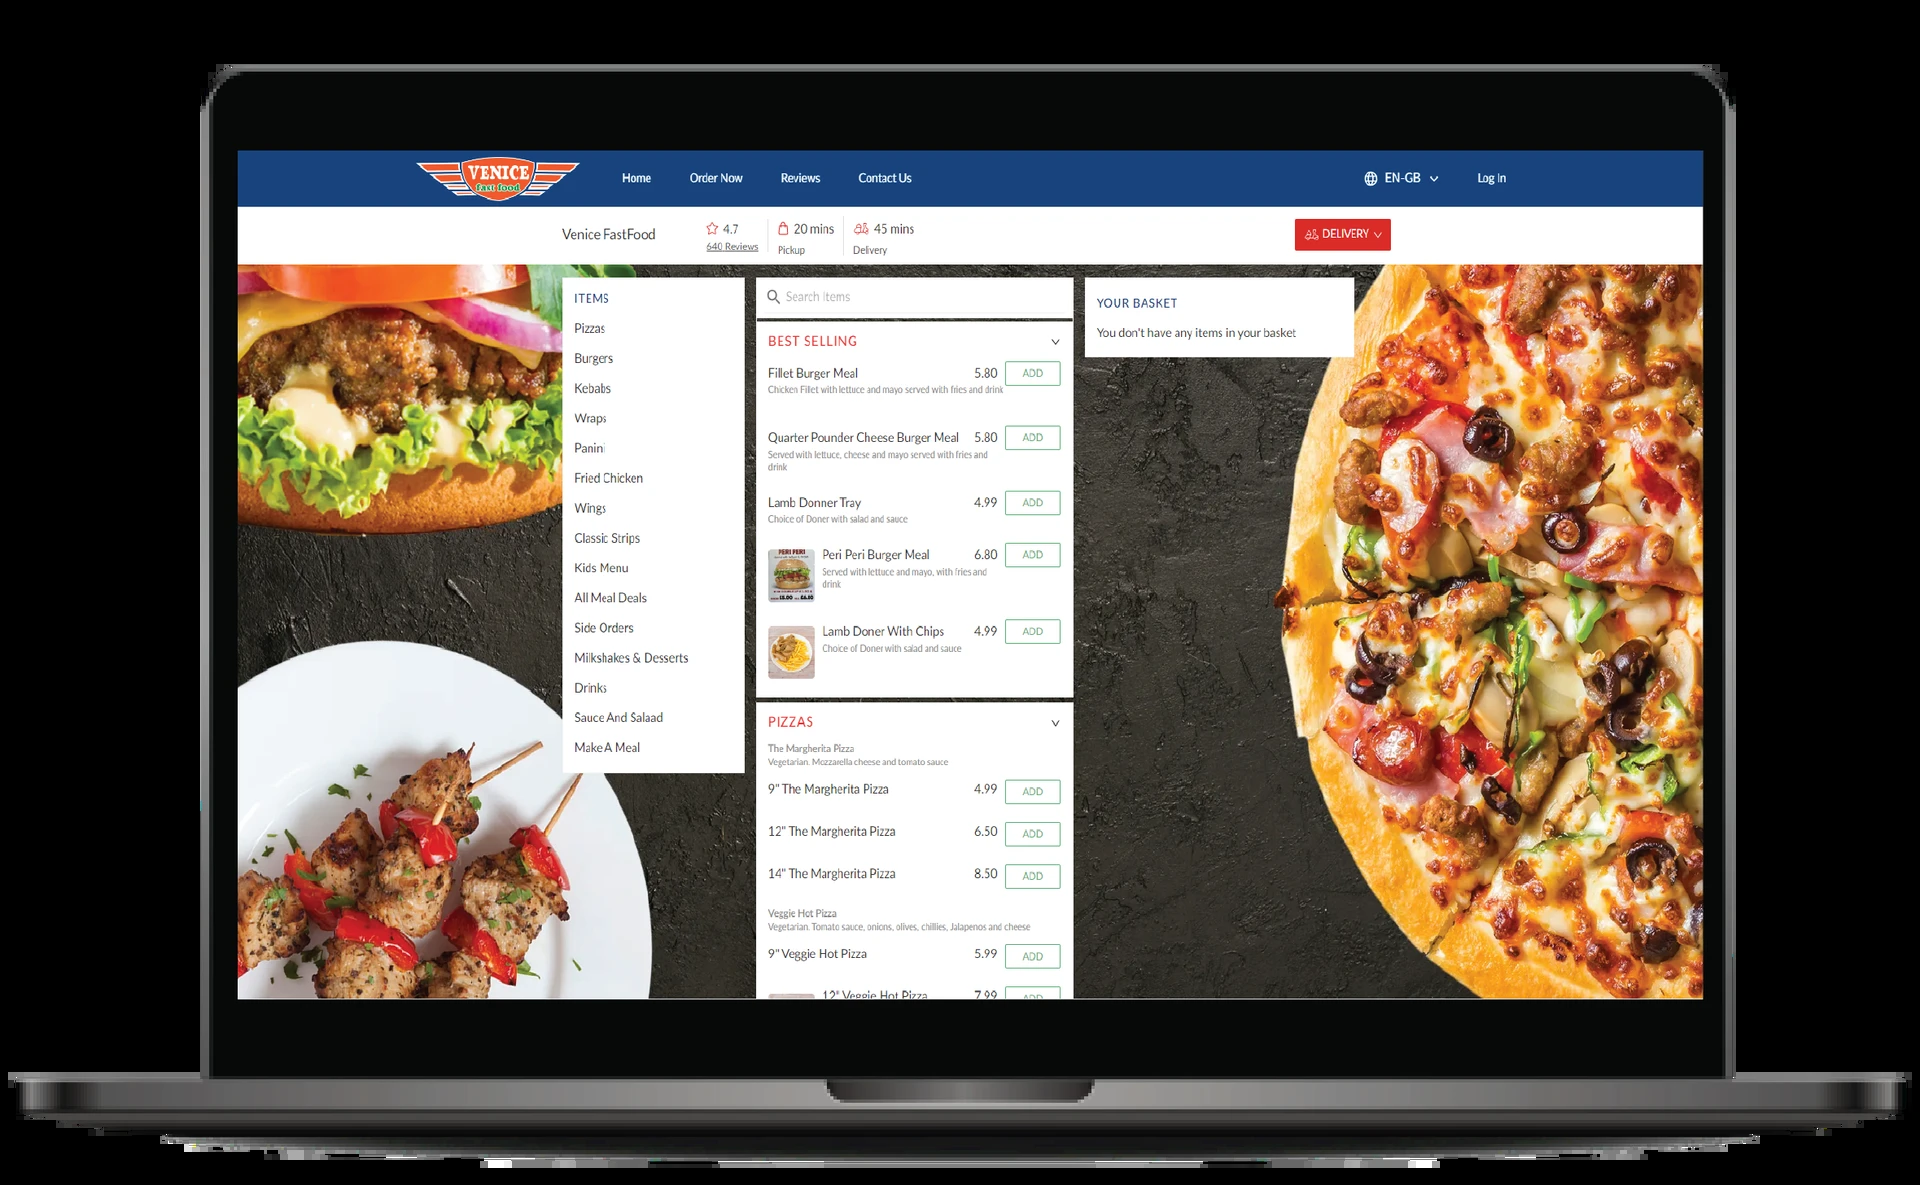 VENICE
fast food
Home
Order Now
Reviews
Contact Us
EN-GB
Log In
Venice FastFood
4.7
640 Reviews
20 mins
Pickup
45 mins
Delivery
DELIVERY
ITEMS
Pizzas
Burgers
Kebabs
Wraps
Panini
Fried Chicken
Wings
Classic Strips
Kids Menu
All Meal Deals
Side Orders
Milkshakes & Desserts
Drinks
Sauce And Salaad
Make A Meal
Search Items
BEST SELLING
Fillet Burger Meal 5.80 ADD
Chicken Fillet with lettuce and mayo served with fries and drink
Quarter Pounder Cheese Burger Meal 5.80 ADD
Served with lettuce, cheese and mayo served with fries and
drink
Lamb Donner Tray 4.99 ADD
Choice of Doner with salad and sauce
PERI PERI
Peri Peri Burger Meal 6.80 ADD
Served with lettuce and mayo, with fries and
drink
Lamb Doner With Chips 4.99 ADD
Choice of Doner with salad and sauce
PIZZAS
The Margherita Pizza
Vegetarian. Mozzarella cheese and tomato sauce
9" The Margherita Pizza 4.99 ADD
12" The Margherita Pizza 6.50 ADD
14" The Margherita Pizza 8.50 ADD
Veggie Hot Pizza
Vegetarian. Tomato sauce, onions, olives, chillies, Jalapenos and cheese
9" Veggie Hot Pizza 5.99 ADD
12" Veggie Hot Pizza 7.99 ADD
YOUR BASKET
You don't have any items in your basket